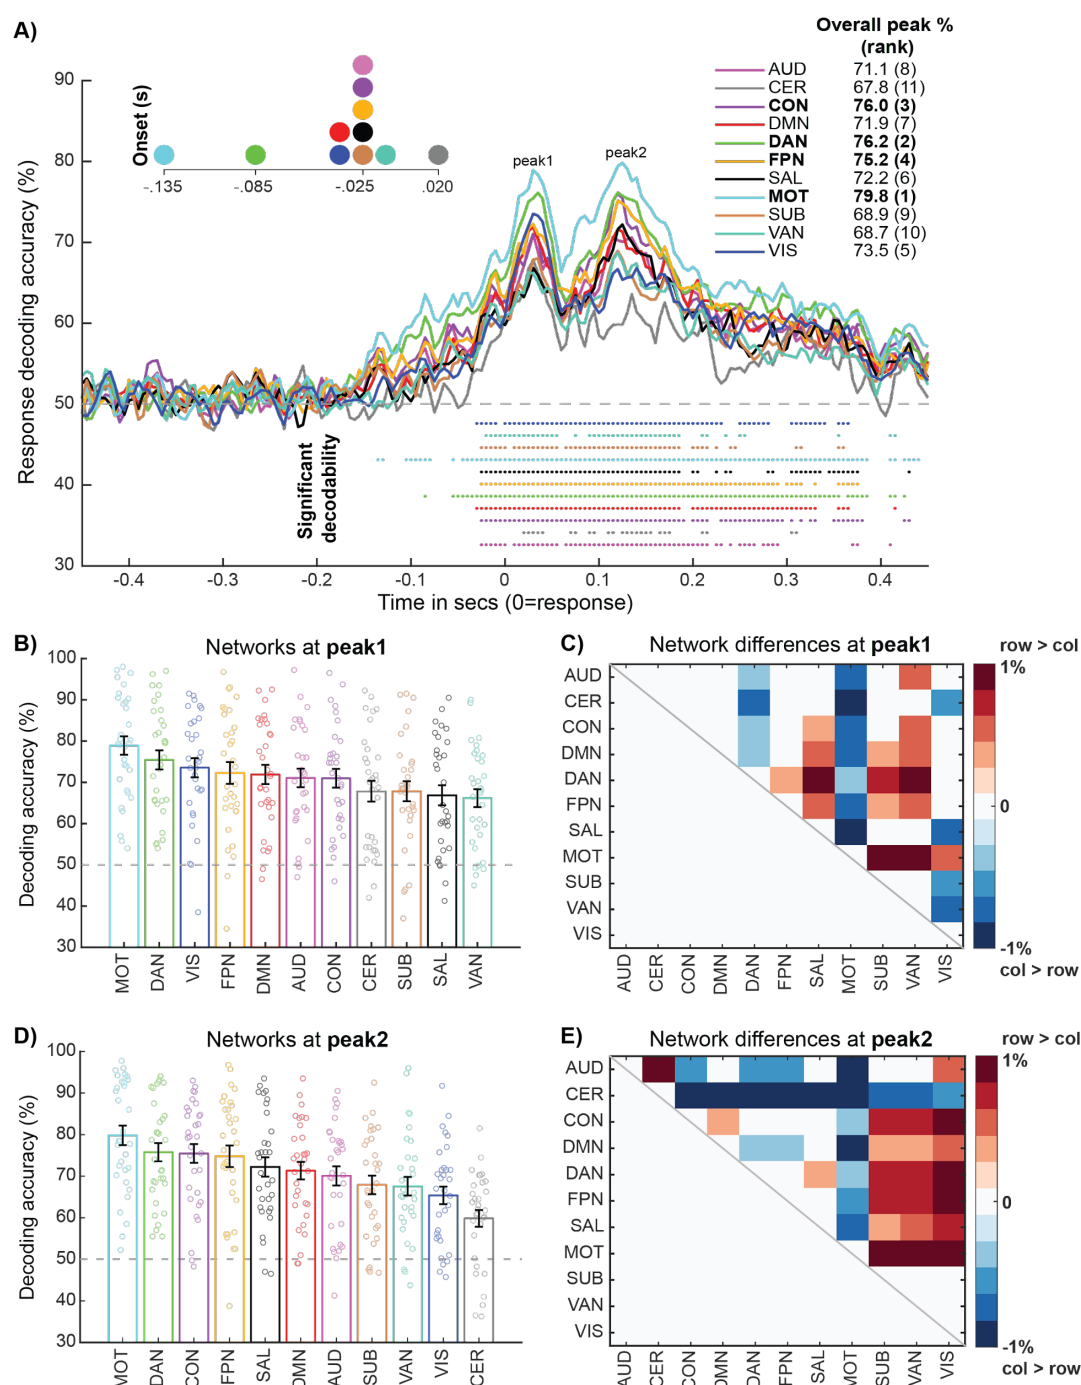 A)
Overall peak %
(rank)
AUD 71.1 (8)
CER 67.8 (11)
CON 76.0 (3)
DMN 71.9 (7)
DAN 76.2 (2)
FPN 75.2 (4)
SAL 72.2 (6)
MOT 79.8 (1)
SUB 68.9 (9)
VAN 68.7 (10)
VIS 73.5 (5)
Onset (s)
-.135 -.085 -.025 .020
peak1 peak2
Response decoding accuracy (%)
90
80
70
60
50
40
30
Significant
decodability
-0.4 -0.3 -0.2 -0.1 0 0.1 0.2 0.3 0.4
Time in secs (0=response)
B)
Networks at peak1
Decoding accuracy (%)
100
90
80
70
60
50
40
30
MOT DAN VIS FPN DMN AUD CON CER SUB SAL VAN
C)
Network differences at peak1
row > col
1%
0
-1%
col > row
AUD
CER
CON
DMN
DAN
FPN
SAL
MOT
SUB
VAN
VIS
AUD CER CON DMN DAN FPN SAL MOT SUB VAN VIS
D)
Networks at peak2
Decoding accuracy (%)
100
90
80
70
60
50
40
30
MOT DAN CON FPN SAL DMN AUD SUB VAN VIS CER
E)
Network differences at peak2
row > col
1%
0
-1%
col > row
AUD
CER
CON
DMN
DAN
FPN
SAL
MOT
SUB
VAN
VIS
AUD CER CON DMN DAN FPN SAL MOT SUB VAN VIS